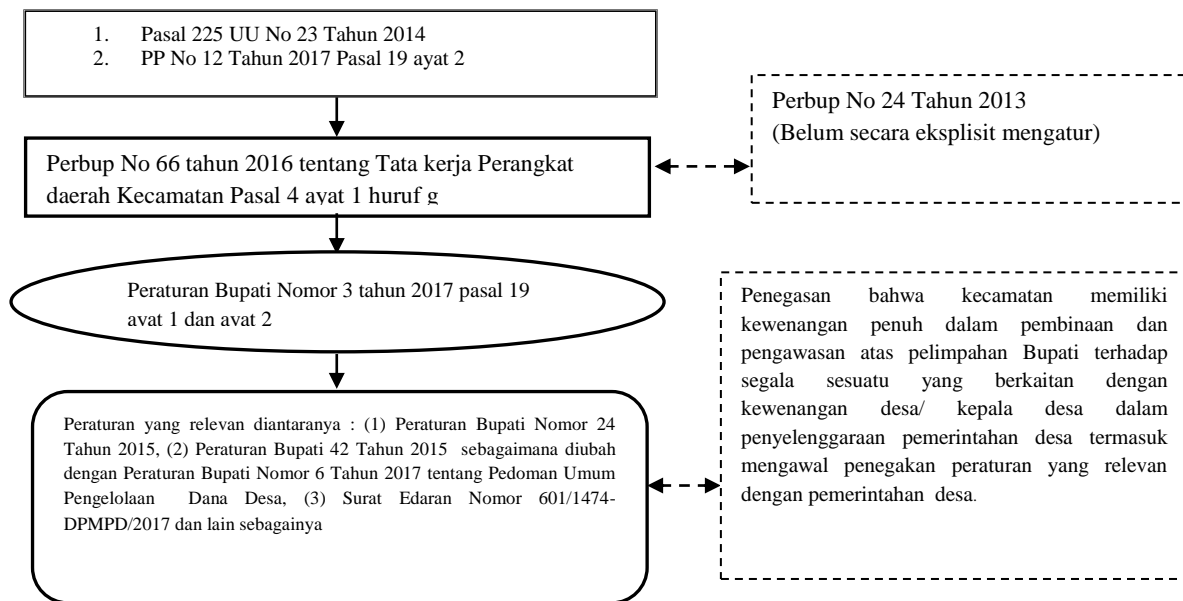 1. Pasal 225 UU No 23 Tahun 2014
2. PP No 12 Tahun 2017 Pasal 19 ayat 2
Perbup No 24 Tahun 2013
(Belum secara eksplisit mengatur)
Perbup No 66 tahun 2016 tentang Tata kerja Perangkat
daerah Kecamatan Pasal 4 ayat 1 huruf g
Peraturan Bupati Nomor 3 tahun 2017 pasal 19
ayat 1 dan ayat 2
Peraturan yang relevan diantaranya : (1) Peraturan Bupati Nomor 24
Tahun 2015, (2) Peraturan Bupati 42 Tahun 2015 sebagaimana diubah
dengan Peraturan Bupati Nomor 6 Tahun 2017 tentang Pedoman Umum
Pengelolaan Dana Desa, (3) Surat Edaran Nomor 601/1474-
DPMPD/2017 dan lain sebagainya
Penegasan bahwa kecamatan memiliki
kewenangan penuh dalam pembinaan dan
pengawasan atas pelimpahan Bupati terhadap
segala sesuatu yang berkaitan dengan
kewenangan desa/ kepala desa dalam
penyelenggaraan pemerintahan desa termasuk
mengawal penegakan peraturan yang relevan
dengan pemerintahan desa.